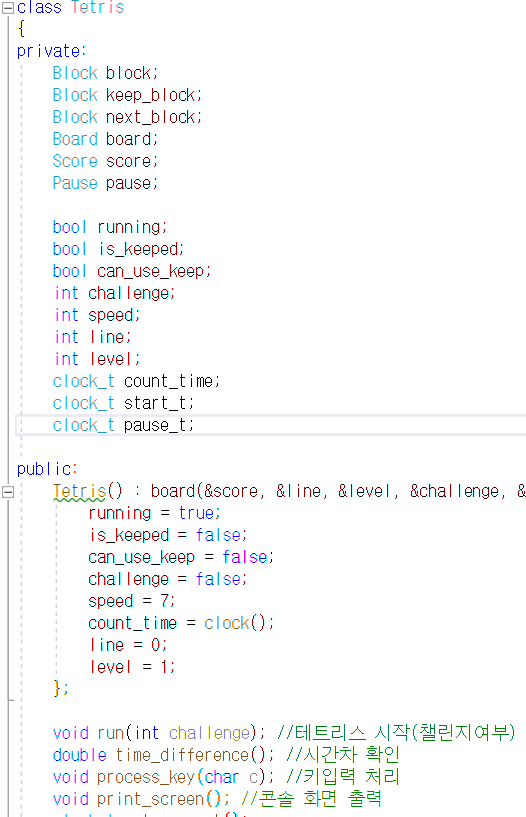 class Tetris
{
private:
Block block;
Block keep_block;
Block next_block;
Board board;
Score score;
Pause pause;
bool running;
bool is_keeped;
bool can_use_keep;
int challenge;
int speed;
int line;
int level;
clock_t count_time;
clock_t start_t;
clock_t pause_t;
public:
Tetris() : board(&score, &line, &level, &challenge, &
running = true;
is_keeped = false;
can_use_keep = false;
challenge = false;
speed = 7;
count_time = clock();
line = 0;
level = 1;
};
void run(int challenge); //테트리스 시작(챌린지여부)
double time_difference(); //시간차 확인
void process_key(char c); //키입력 처리
void print_screen(); //콘솔 화면 출력